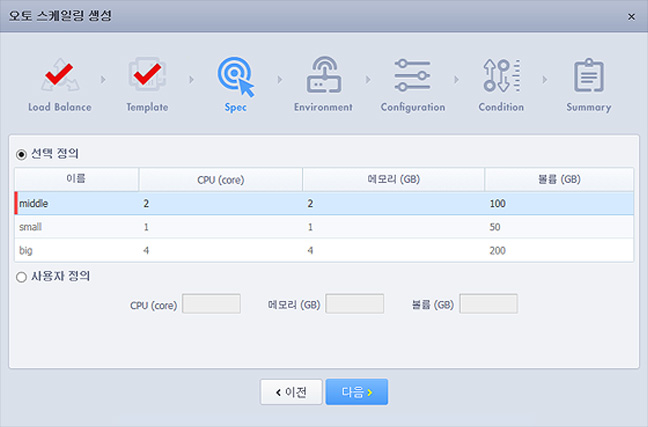 오토 스케일링 생성
Load Balance Template Spec Environment Configuration Condition Summary
선택 정의
이름 CPU (core) 메모리 (GB) 볼륨 (GB)
middle 2 2 100
small 1 1 50
big 4 4 200
사용자 정의
CPU (core) 메모리 (GB) 볼륨 (GB)
이전 다음